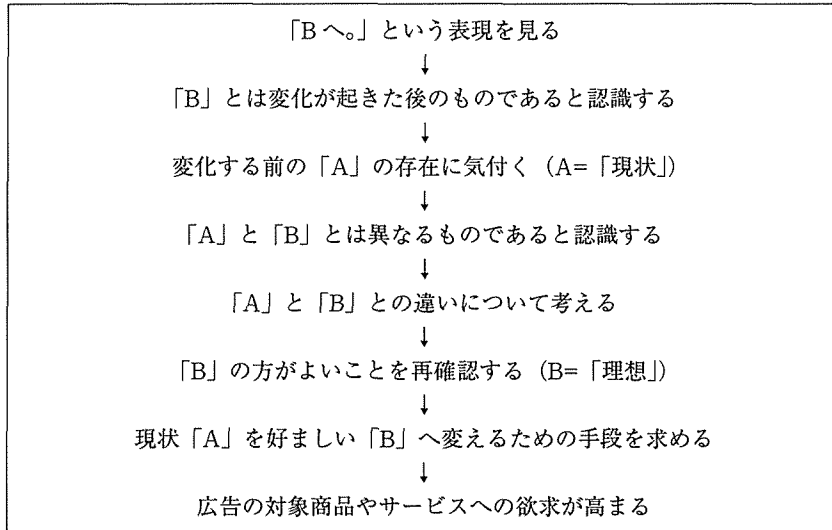 「Bへ。」という表現を見る
↓
「B」とは変化が起きた後のものであると認識する
↓
変化する前の「A」の存在に気付く（A=「現状」）
↓
「A」と「B」とは異なるものであると認識する
↓
「A」と「B」との違いについて考える
↓
「B」の方がよいことを再確認する（B=「理想」）
↓
現状「A」を好ましい「B」へ変えるための手段を求める
↓
広告の対象商品やサービスへの欲求が高まる